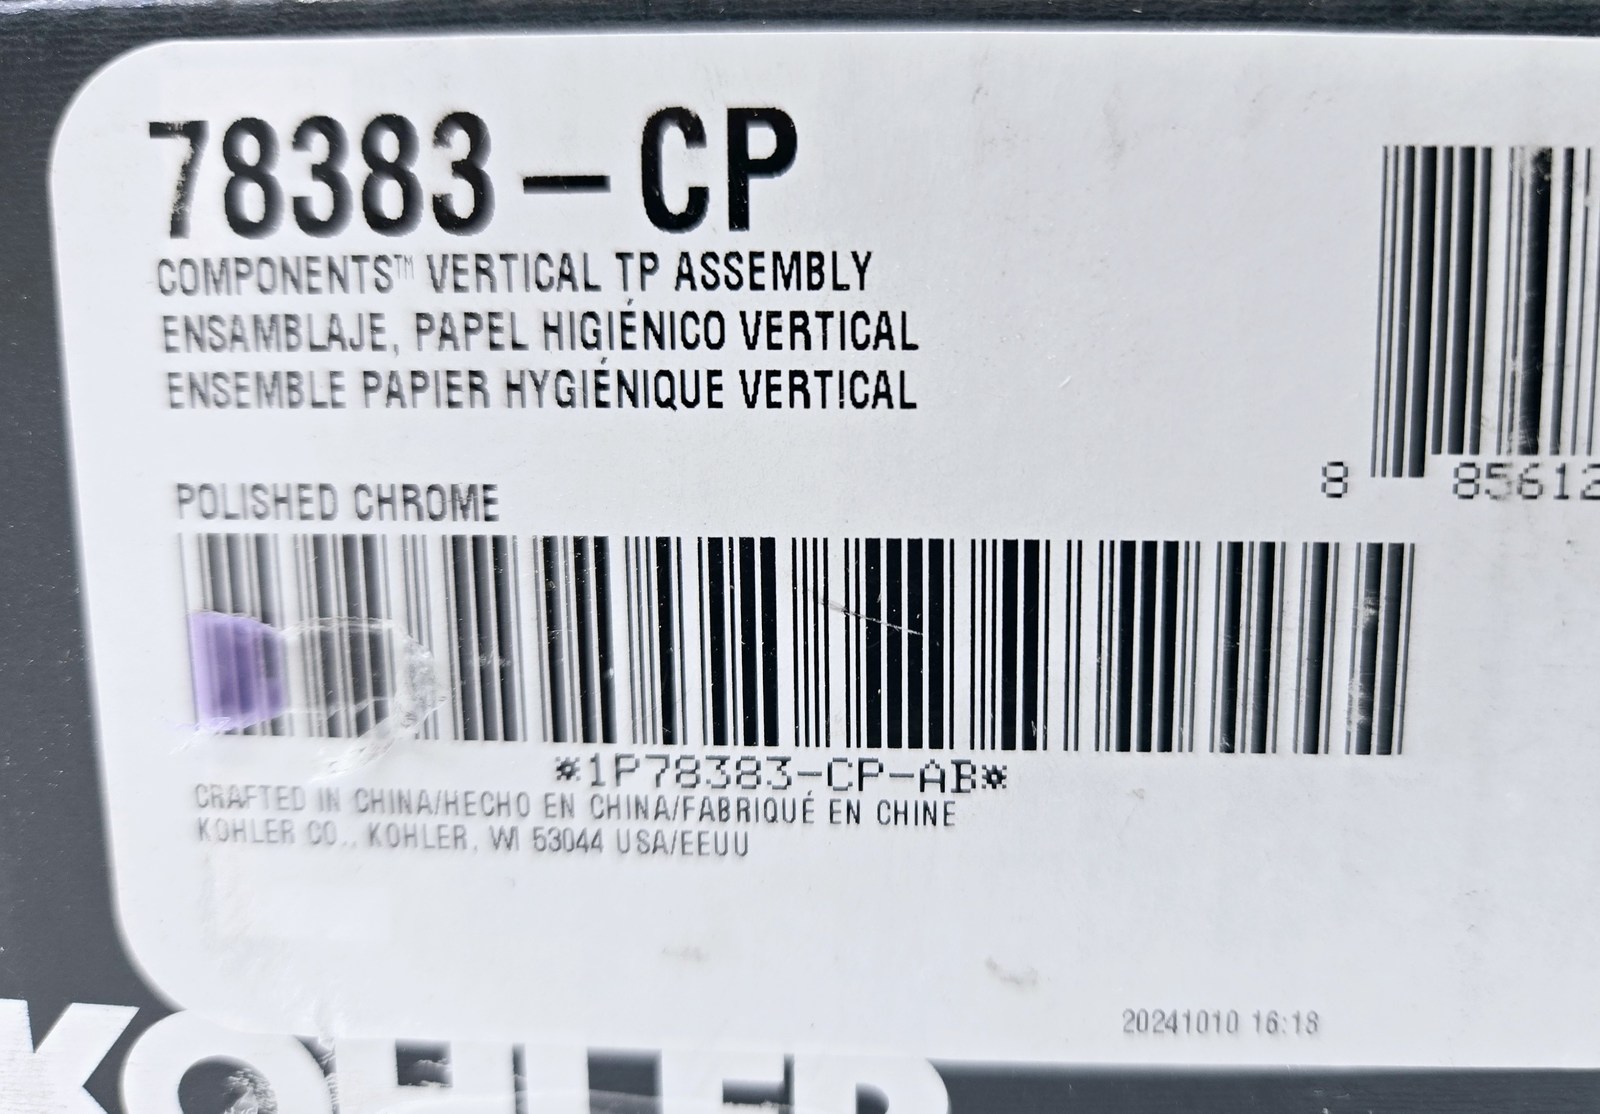 78383-CP
COMPONENTS™ VERTICAL TP ASSEMBLY
ENSAMBLAJE, PAPEL HIGIÉNICO VERTICAL
ENSEMBLE PAPIER HYGIÉNIQUE VERTICAL
8 85612
POLISHED CHROME
*1P78383-CP-AB*
CRAFTED IN CHINA/HECHO EN CHINA/FABRIQUÉ EN CHINE
KOHLER CO., KOHLER, WI 53044 USA/EEUU
20241010 16:18
KOHLER